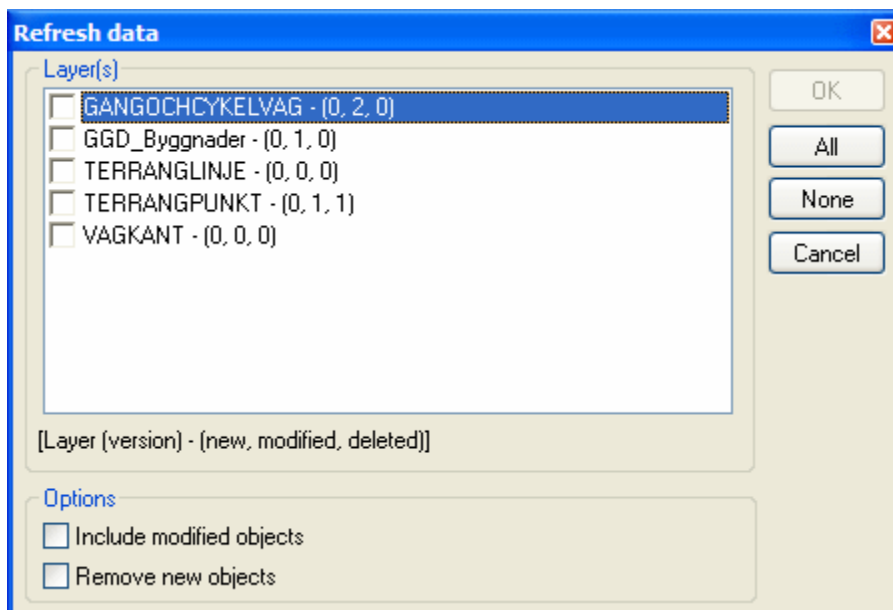 Refresh data
Layer(s)
GANGOCHCYKELVAG - (0, 2, 0)
GGD_Byggnader - (0, 1, 0)
TERRANGLINJE - (0, 0, 0)
TERRANGPUNKT - (0, 1, 1)
VAGKANT - (0, 0, 0)
[Layer (version) - (new, modified, deleted)]
OK
All
None
Cancel
Options
Include modified objects
Remove new objects